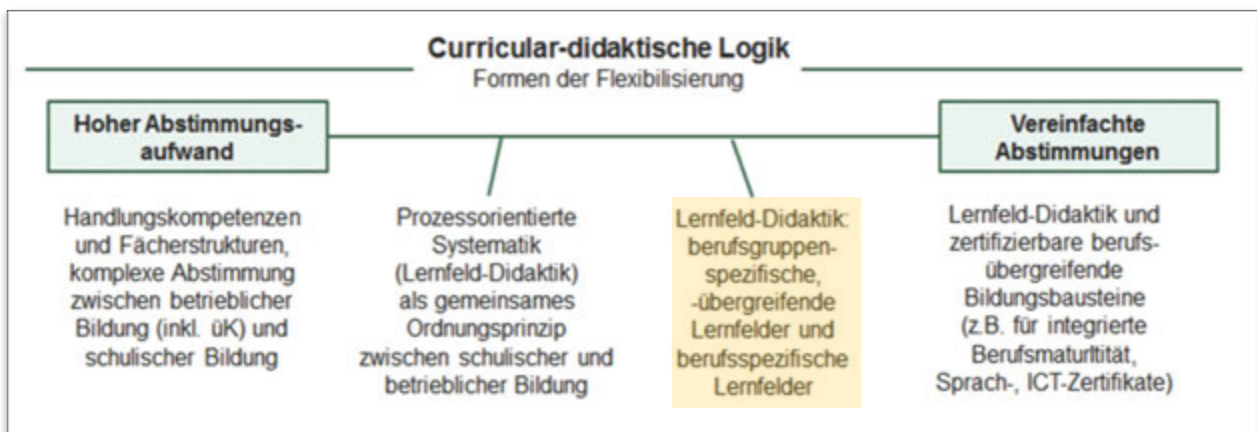 Curricular-didaktische Logik
Formen der Flexibilisierung
Hoher Abstimmungs-
aufwand
Vereinfachte
Abstimmungen
Handlungskompetenzen
und Fächerstrukturen,
komplexe Abstimmung
zwischen betrieblicher
Bildung (inkl. üK) und
schulischer Bildung
Prozessorientierte
Systematik
(Lernfeld-Didaktik)
als gemeinsames
Ordnungsprinzip
zwischen schulischer und
betrieblicher Bildung
Lernfeld-Didaktik:
berufsgruppen-
spezifische,
-übergreifende
Lernfelder und
berufsspezifische
Lernfelder
Lernfeld-Didaktik und
zertifizierbare berufs-
übergreifende
Bildungsbausteine
(z.B. für integrierte
Berufsmaturltität,
Sprach-, ICT-Zertifikate)